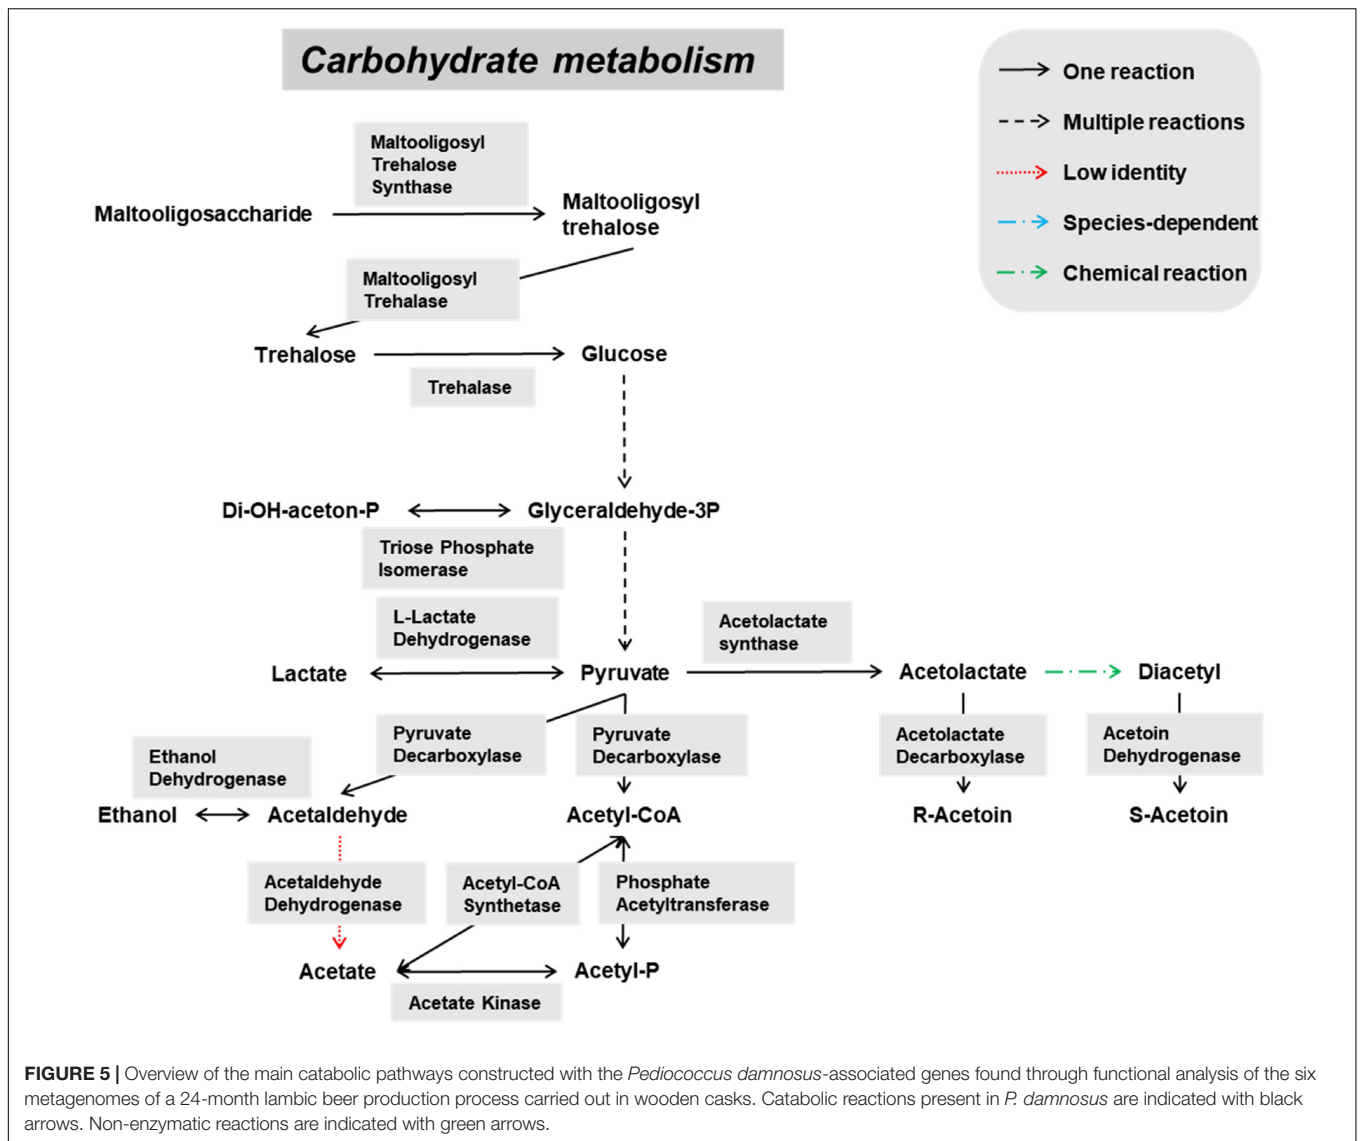 Carbohydrate metabolism
One reaction
Multiple reactions
Low identity
Species-dependent
Chemical reaction
Maltooligosyl
Trehalose
Synthase
Maltooligosaccharide
Maltooligosyl
trehalose
Maltooligosyl
Trehalase
Trehalose
Glucose
Trehalase
Di-OH-aceton-P
Glyceraldehyde-3P
Triose Phosphate
Isomerase
L-Lactate
Dehydrogenase
Acetolactate
synthase
Lactate
Pyruvate
Acetolactate
Diacetyl
Pyruvate
Decarboxylase
Pyruvate
Decarboxylase
Acetolactate
Decarboxylase
Acetoin
Dehydrogenase
Ethanol
Dehydrogenase
Ethanol
Acetaldehyde
Acetyl-CoA
R-Acetoin
S-Acetoin
Acetaldehyde
Dehydrogenase
Acetyl-CoA
Synthetase
Phosphate
Acetyltransferase
Acetate
Acetyl-P
Acetate Kinase
FIGURE 5 | Overview of the main catabolic pathways constructed with the Pediococcus damnosus-associated genes found through functional analysis of the six
metagenomes of a 24-month lambic beer production process carried out in wooden casks. Catabolic reactions present in P. damnosus are indicated with black
arrows. Non-enzymatic reactions are indicated with green arrows.